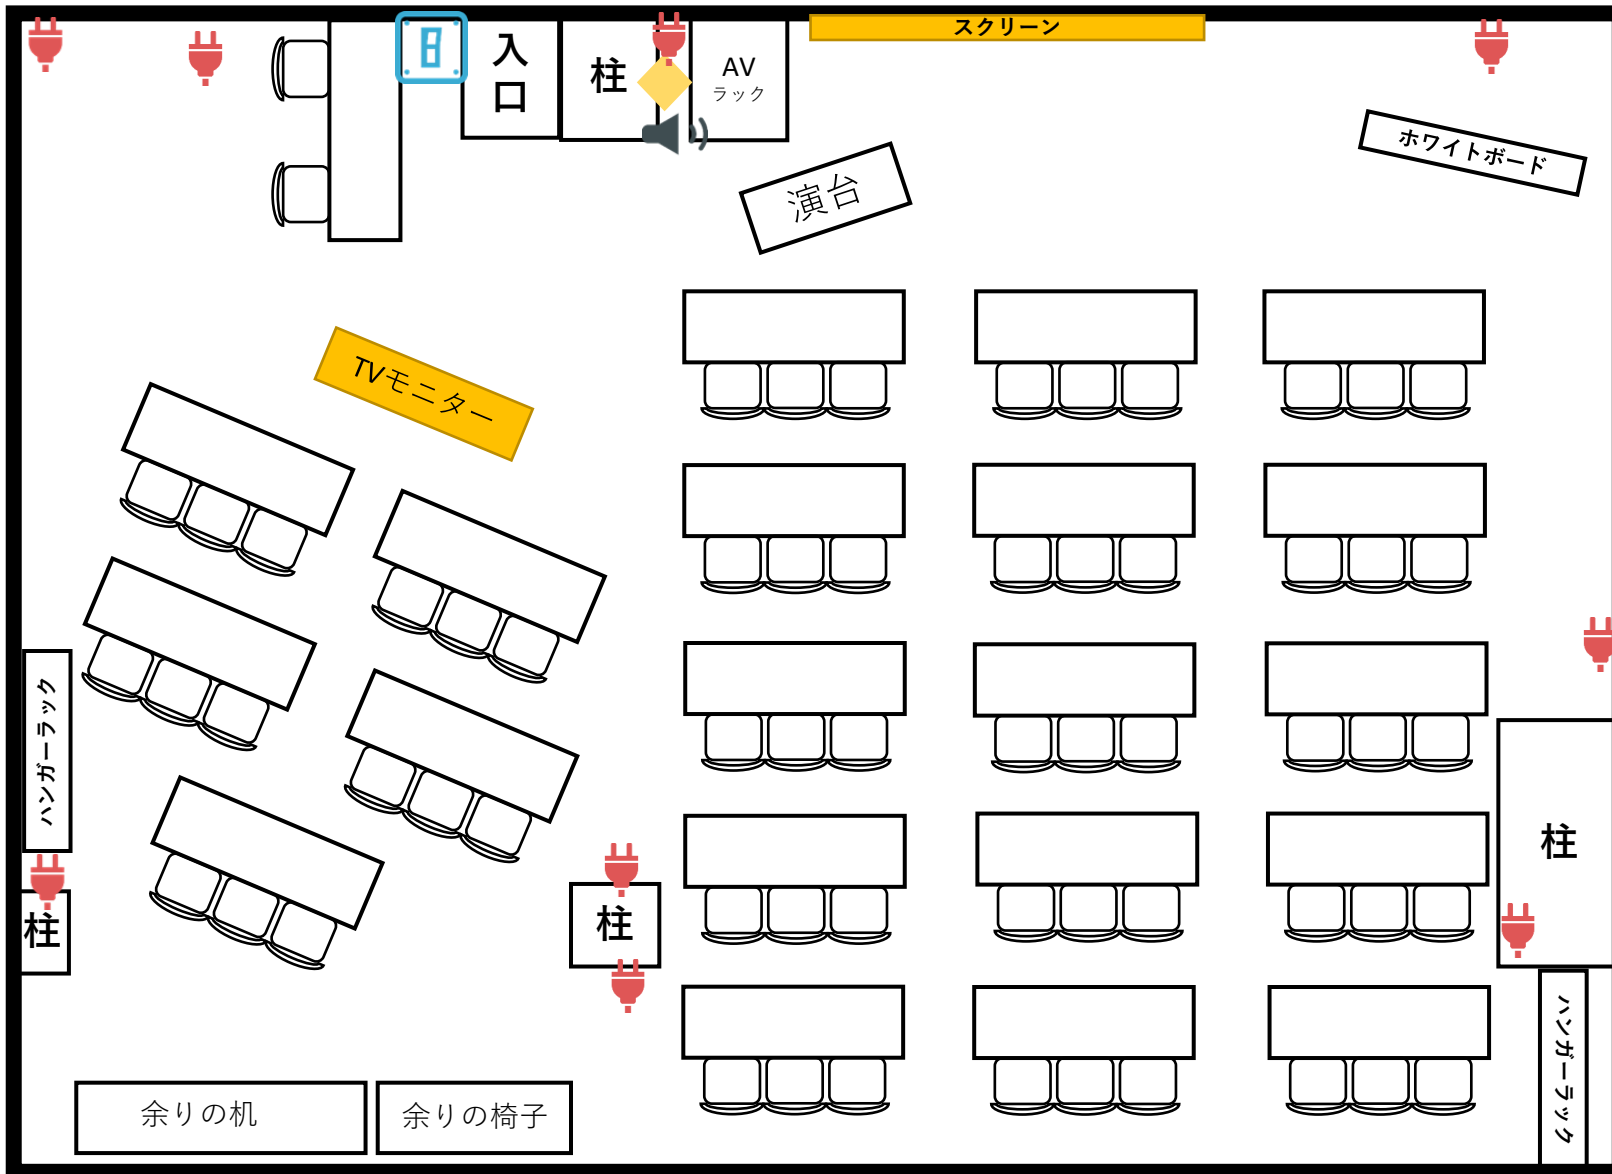 スクリーン
8
入
口
柱
AV
ラック
ホワイトボード
演台
TVモニター
ハンガーラック
柱
柱
柱
ハンガーラック
余りの机
余りの椅子